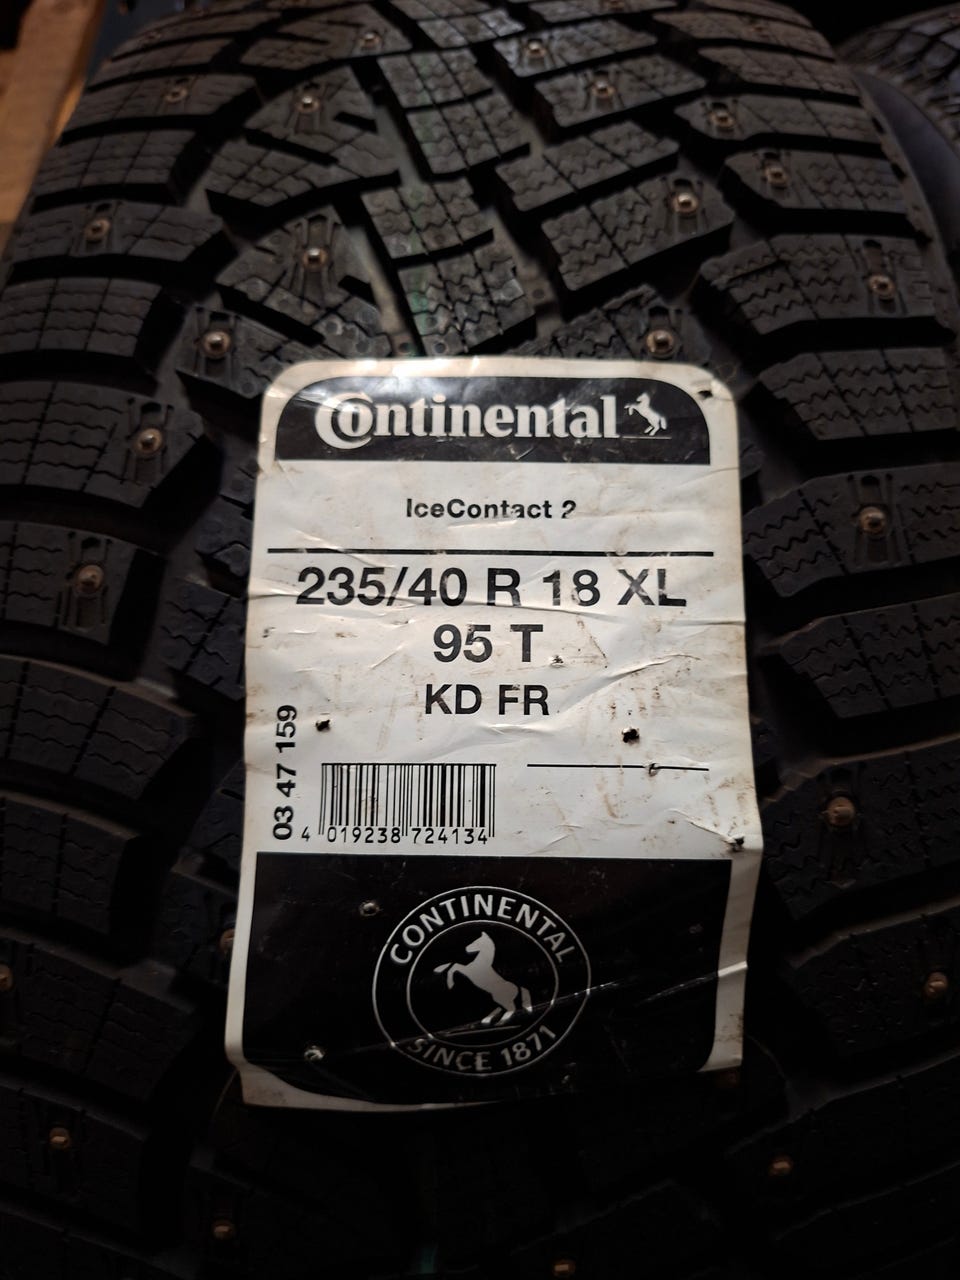 Continental
IceContact 2
235/40 R 18 XL
95 T
KD FR
03 47 159
4 019238 724134
CONTINENTAL
SINCE 1871